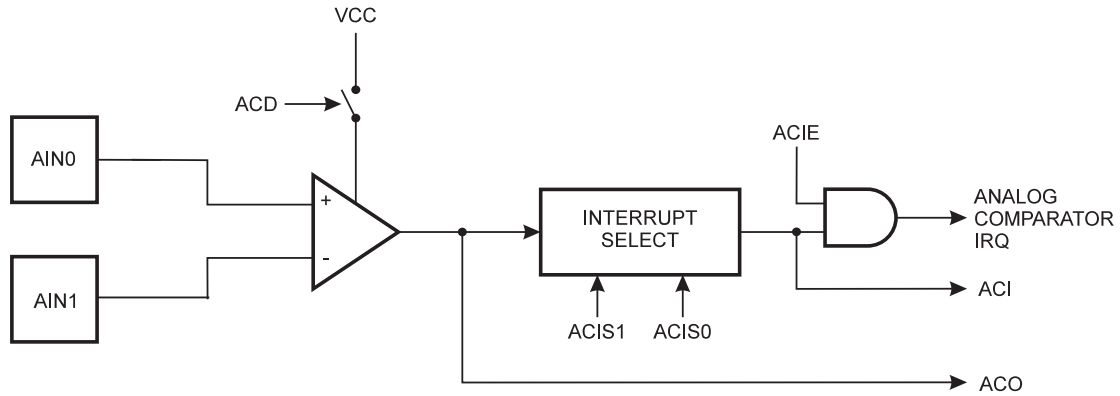 VCC
ACD
AIN0
AIN1
+
-
INTERRUPT
SELECT
ACIS1
ACIS0
ACIE
ANALOG
COMPARATOR
IRQ
ACI
ACO